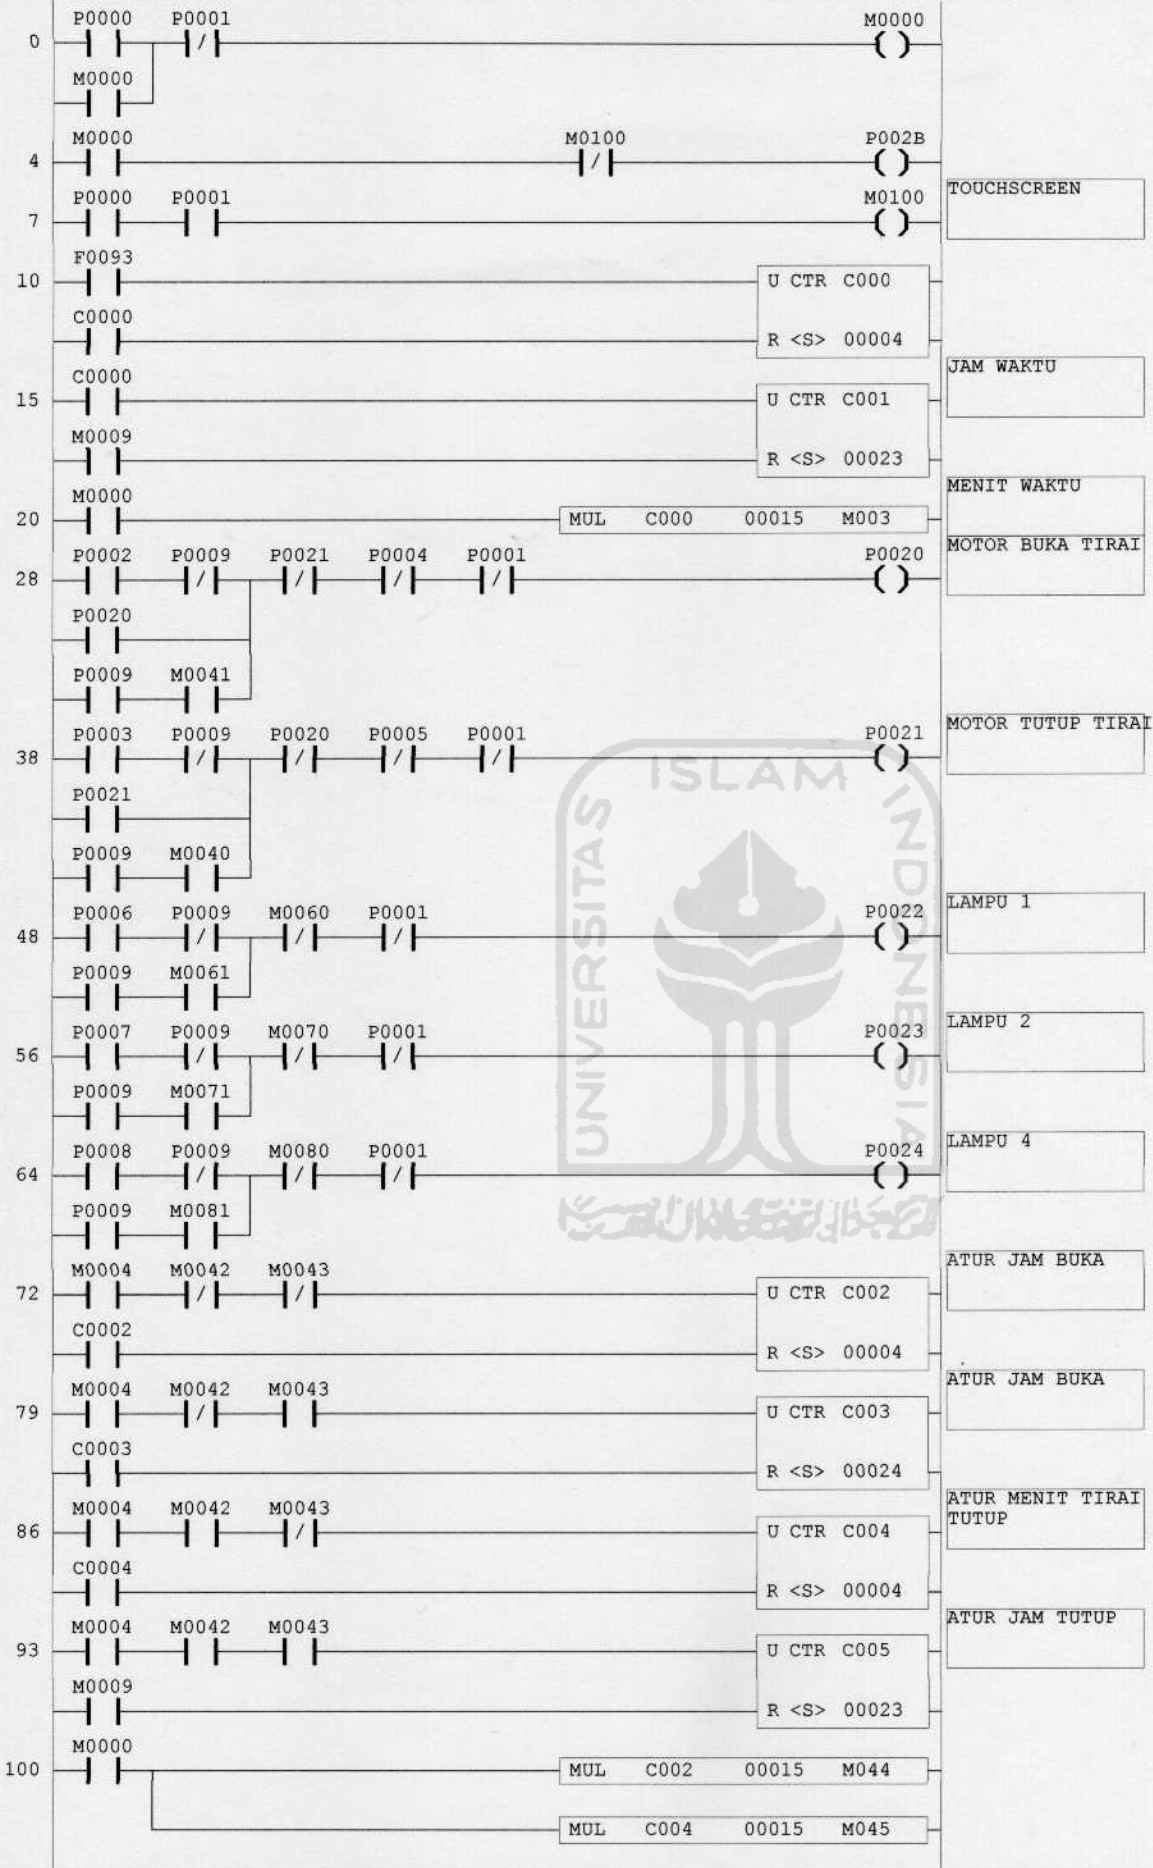 P0000 P0001 M0000
0
M0000
M0000 M0100 P002B
4
TOUCHSCREEN
P0000 P0001 M0100
7
F0093
10 U CTR C000
C0000
R <S> 00004
JAM WAKTU
C0000
15 U CTR C001
M0009
R <S> 00023
MENIT WAKTU
M0000
20 MUL C000 00015 M003
MOTOR BUKA TIRAI
P0002 P0009 P0021 P0004 P0001 P0020
28
P0020
P0009 M0041
MOTOR TUTUP TIRAI
P0003 P0009 P0020 P0005 P0001 P0021
38
P0021
P0009 M0040
LAMPU 1
P0006 P0009 M0060 P0001 P0022
48
P0009 M0061
LAMPU 2
P0007 P0009 M0070 P0001 P0023
56
P0009 M0071
LAMPU 4
P0008 P0009 M0080 P0001 P0024
64
P0009 M0081
ATUR JAM BUKA
M0004 M0042 M0043
72 U CTR C002
C0002
R <S> 00004
ATUR JAM BUKA
M0004 M0042 M0043
79 U CTR C003
C0003
R <S> 00024
ATUR MENIT TIRAI
TUTUP
M0004 M0042 M0043
86 U CTR C004
C0004
R <S> 00004
ATUR JAM TUTUP
M0004 M0042 M0043
93 U CTR C005
M0009
R <S> 00023
M0000
100 MUL C002 00015 M044
MUL C004 00015 M045
UNIVERSITAS
ISLAM
INDONESIA